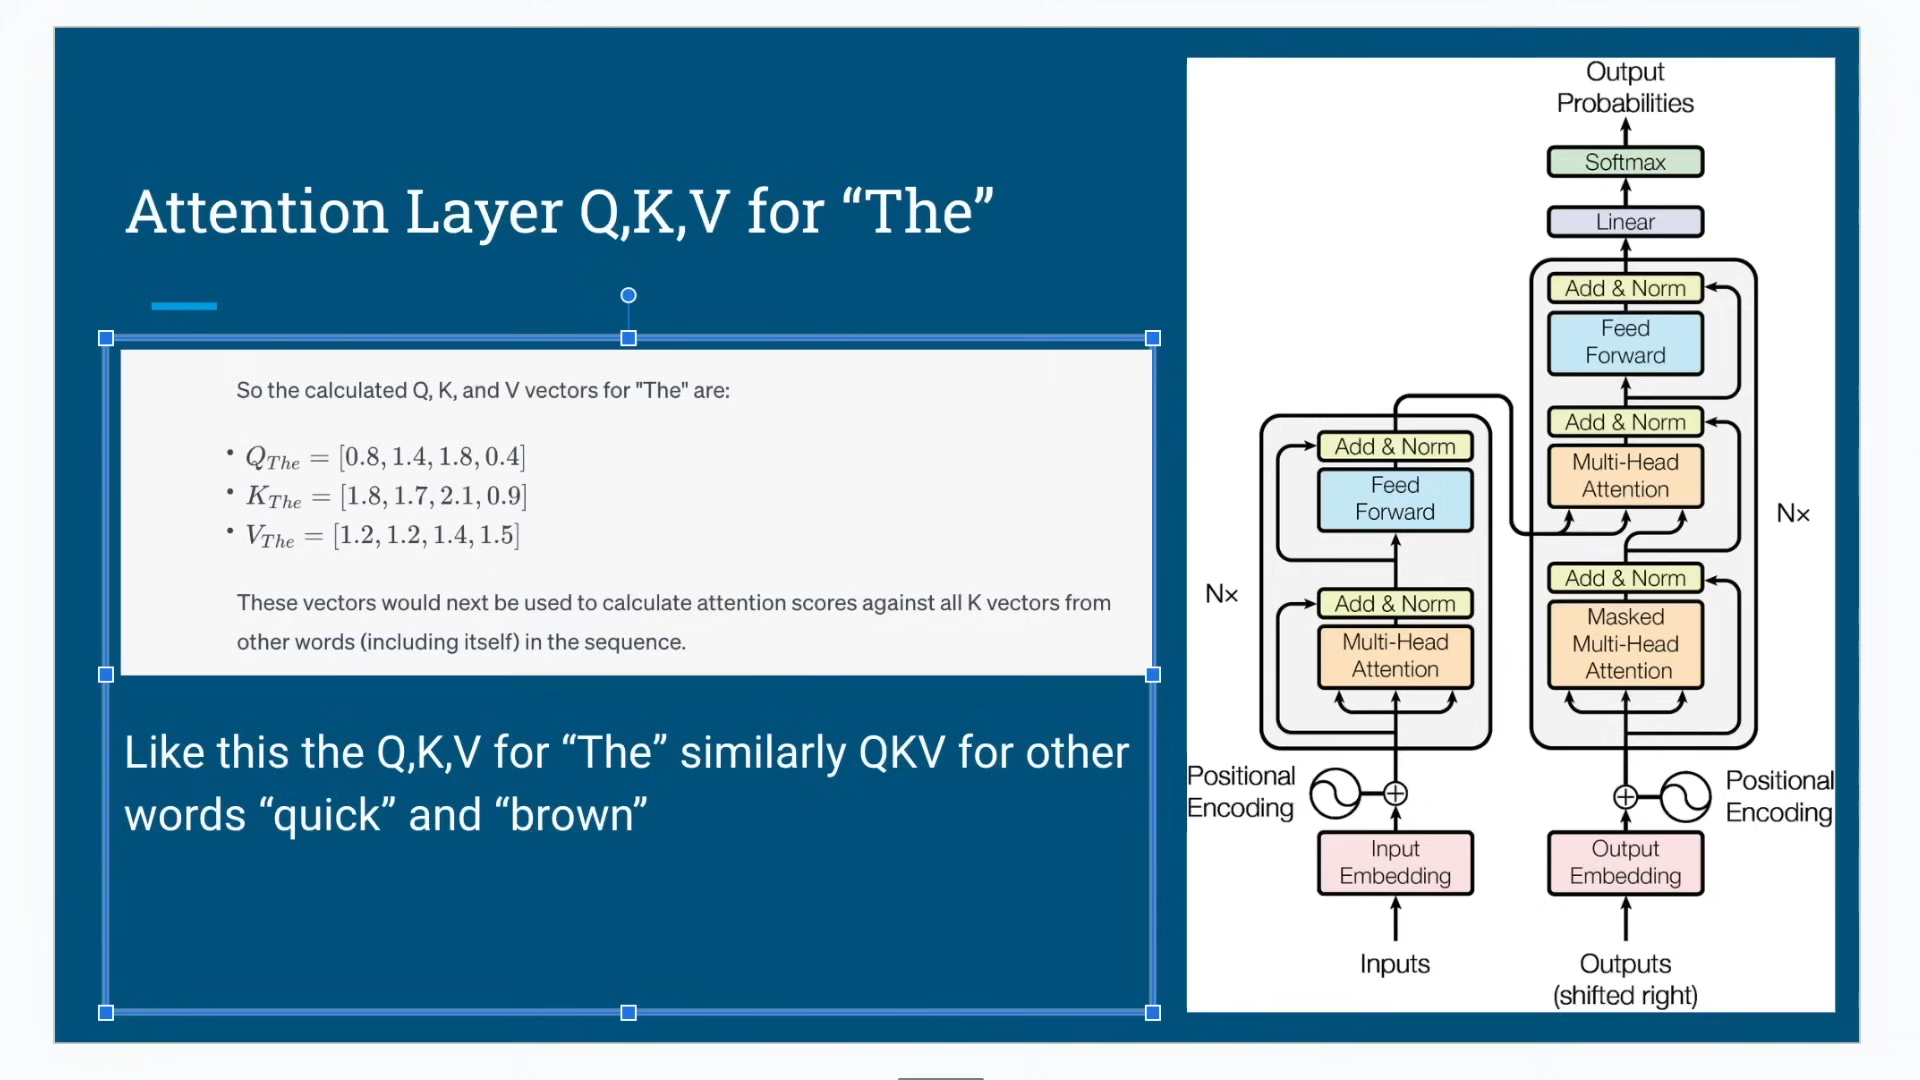 Attention Layer Q,K,V for “The”
So the calculated Q, K, and V vectors for "The" are:
• Q_The = [0.8, 1.4, 1.8, 0.4]
• K_The = [1.8, 1.7, 2.1, 0.9]
• V_The = [1.2, 1.2, 1.4, 1.5]
These vectors would next be used to calculate attention scores against all K vectors from
other words (including itself) in the sequence.
Like this the Q,K,V for “The” similarly QKV for other
words “quick” and “brown”
Output
Probabilities
Softmax
Linear
Add & Norm
Feed
Forward
Add & Norm
Multi-Head
Attention
Nx
Add & Norm
Masked
Multi-Head
Attention
Add & Norm
Feed
Forward
Nx
Add & Norm
Multi-Head
Attention
Positional
Encoding
Positional
Encoding
Input
Embedding
Output
Embedding
Inputs
Outputs
(shifted right)